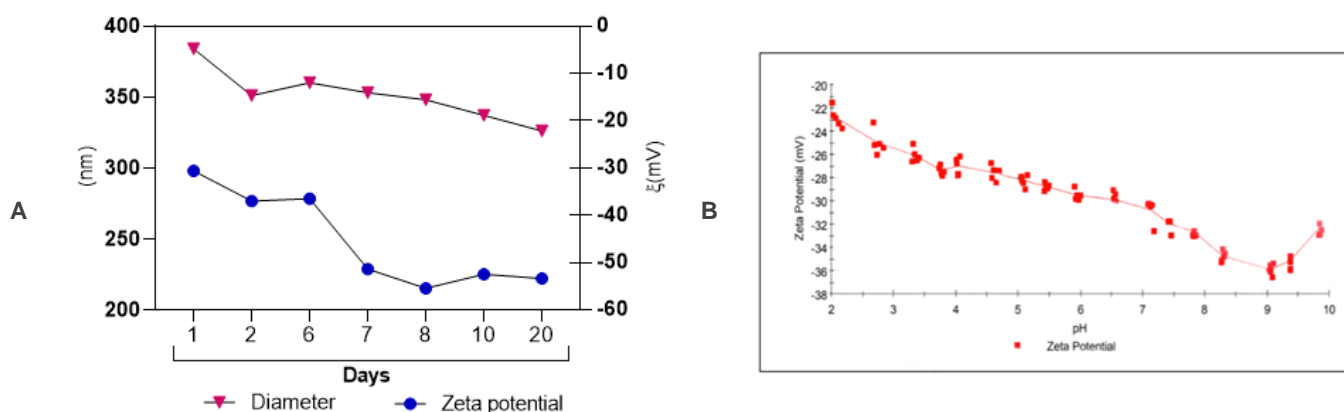 A
400
350
300
250
200
(nm)
0
-10
-20
-30
-40
-50
-60
ξ(mV)
1 2 6 7 8 10 20
Days
Diameter Zeta potential
B
-20
-22
-24
-26
-28
-30
-32
-34
-36
-38
Zeta Potential (mV)
2 3 4 5 6 7 8 9 10
pH
Zeta Potential